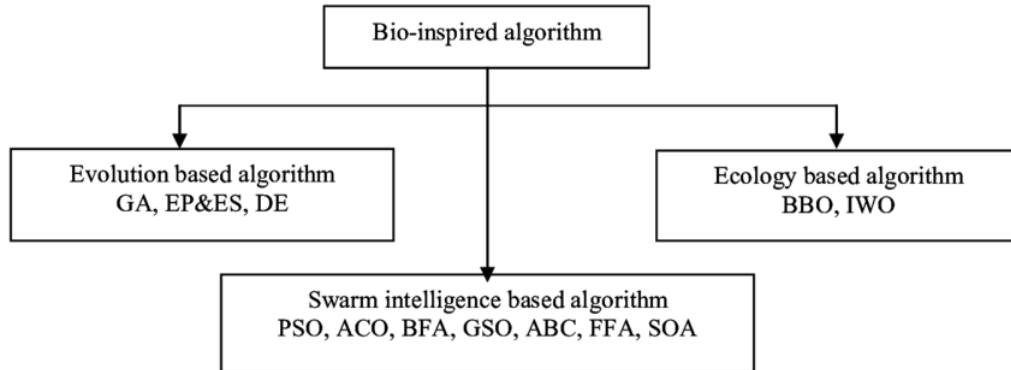 Bio-inspired algorithm
Evolution based algorithm
GA, EP&ES, DE
Ecology based algorithm
BBO, IWO
Swarm intelligence based algorithm
PSO, ACO, BFA, GSO, ABC, FFA, SOA